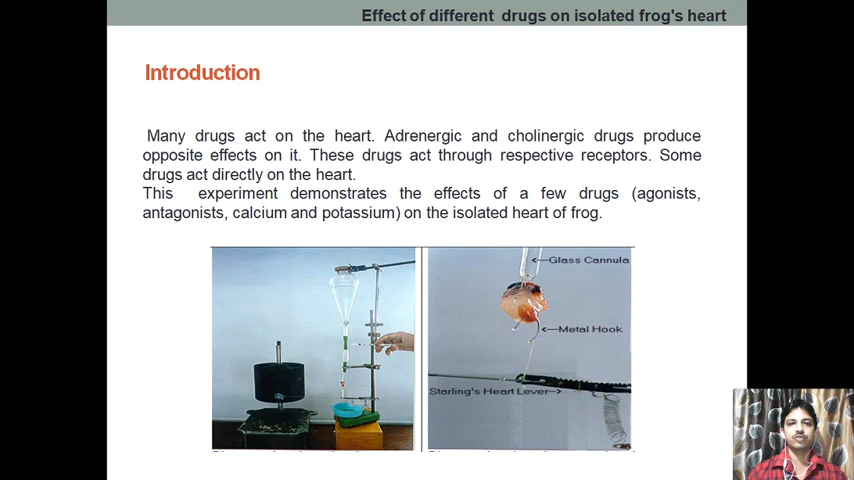 Effect of different drugs on isolated frog's heart
Introduction
Many drugs act on the heart. Adrenergic and cholinergic drugs produce
opposite effects on it. These drugs act through respective receptors. Some
drugs act directly on the heart.
This experiment demonstrates the effects of a few drugs (agonists,
antagonists, calcium and potassium) on the isolated heart of frog.
Glass Cannula
Metal Hook
Starling's Heart Lever